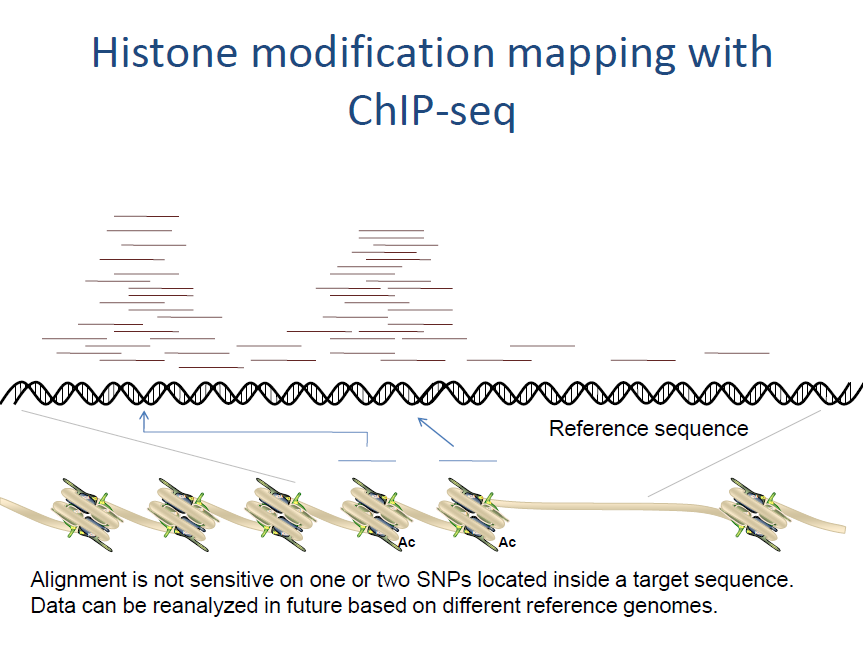 Histone modification mapping with
ChIP-seq
Reference sequence
Ac
Ac
Alignment is not sensitive on one or two SNPs located inside a target sequence.
Data can be reanalyzed in future based on different reference genomes.